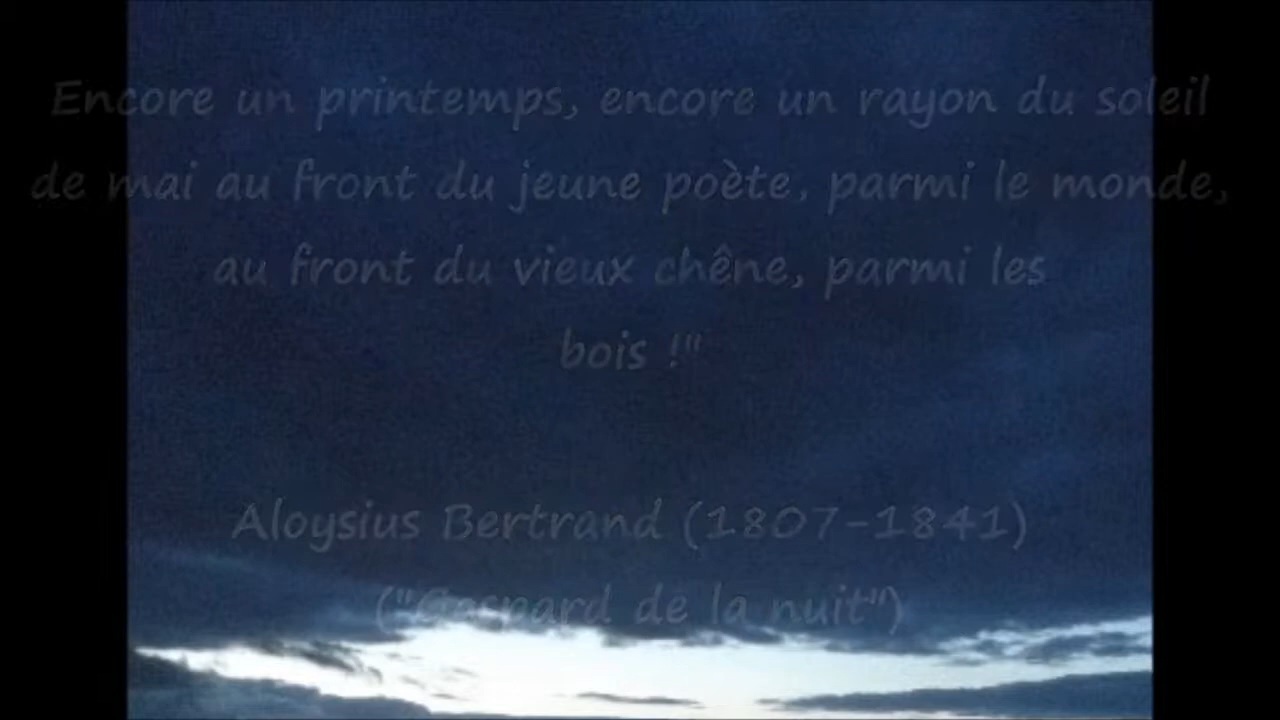 Encore un printemps, encore un rayon du soleil
de mai au front du jeune poète, parmi le monde,
au front du vieux chêne, parmi les
bois !"
Aloysius Bertrand (1807-1841)
("Gaspard de la nuit")